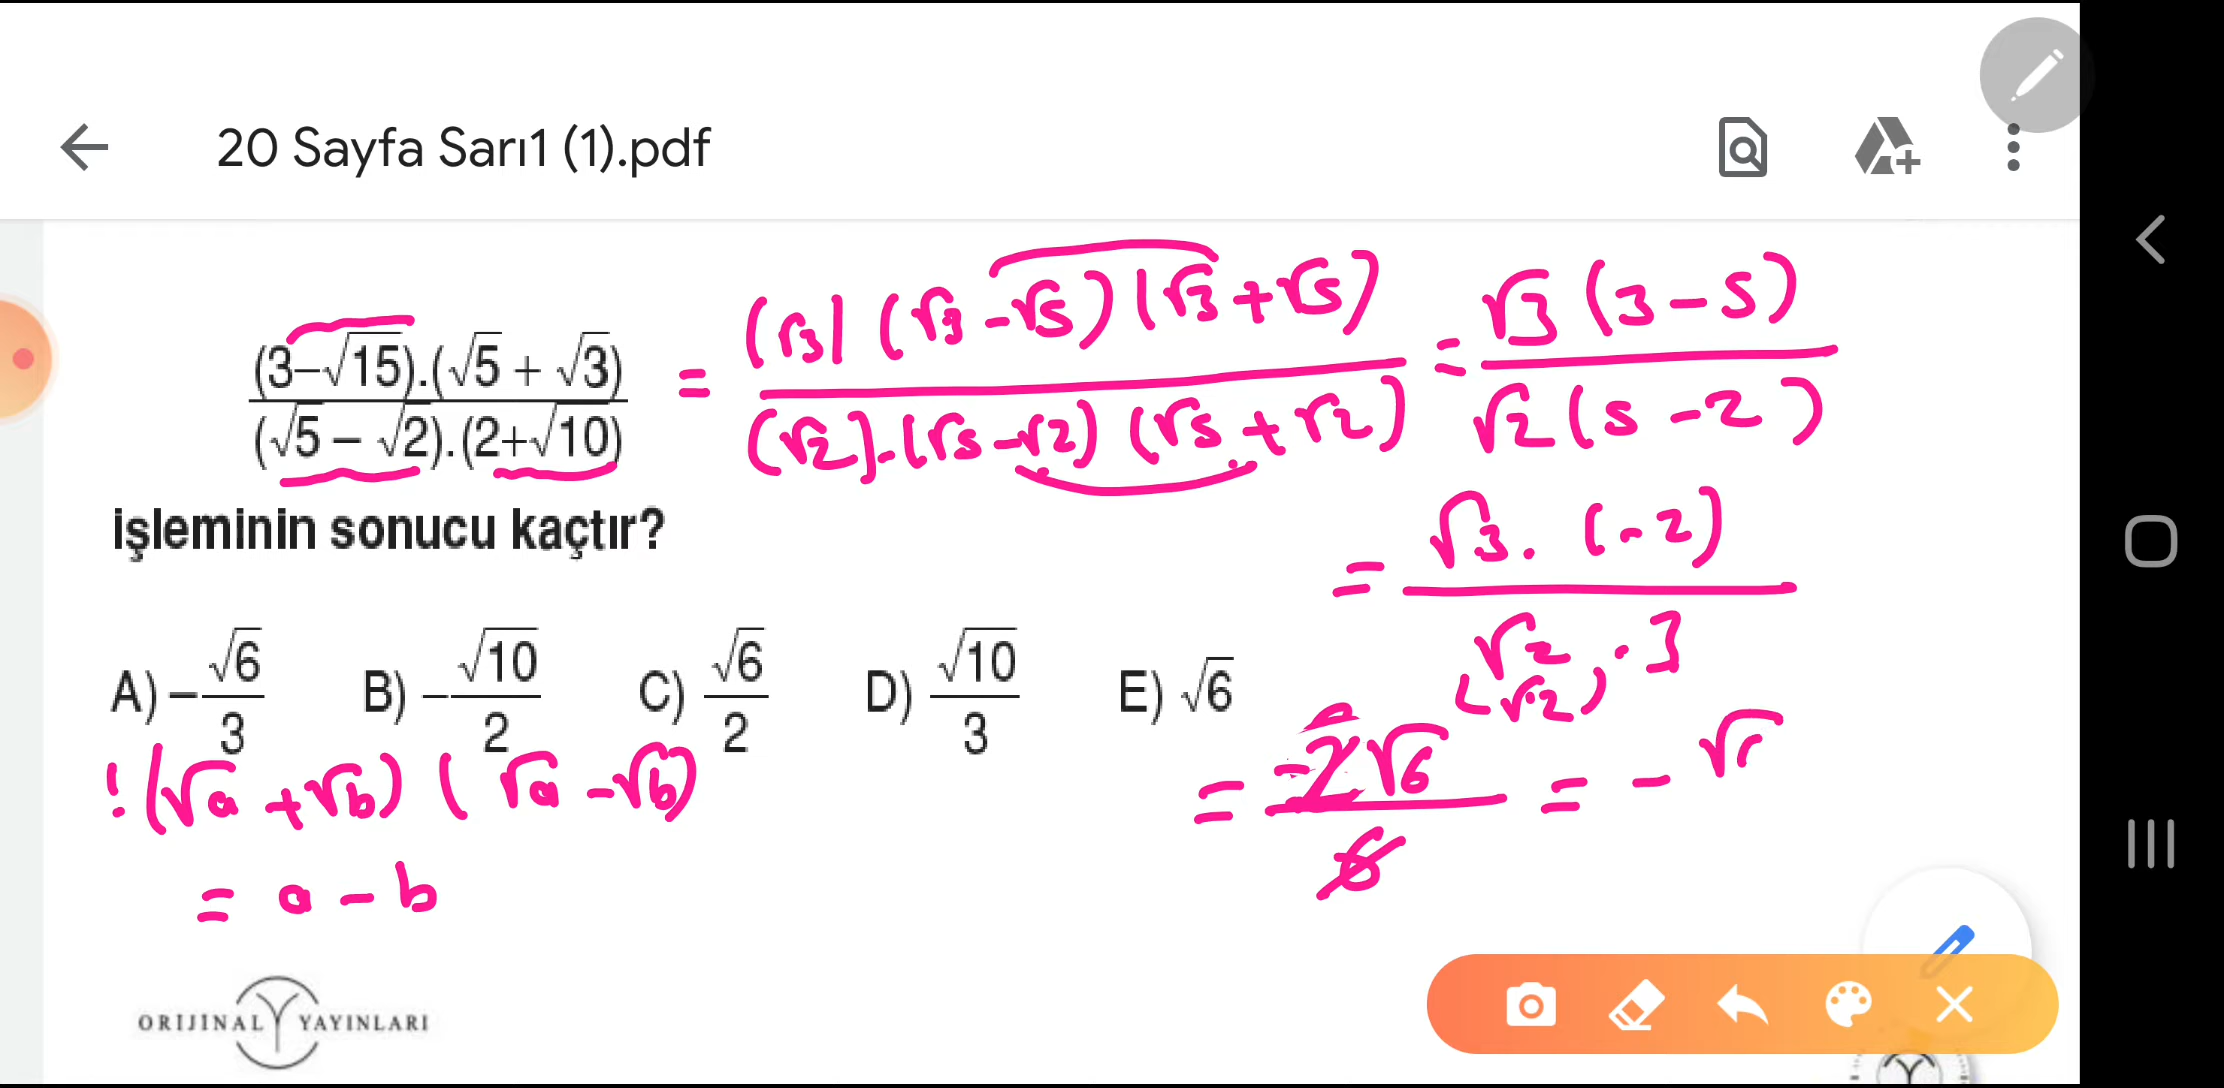 20 Sayfa Sarı1 (1).pdf
(3−√15).(√5 + √3) / (√5 − √2).(2+√10) = (√3) (√3 −√5) (√3 +√5) / (√2).(√5 −√2) (√5 + √2) = √3 (3−5) / √2 (5 −2)
işleminin sonucu kaçtır?
= √3. (−2) / √2 . 3
(√2)
A) −√6/3 B) −√10/2 C) √6/2 D) √10/3 E) √6
= −2√6 / 6 = − √
! (√a +√b) ( √a −√b)
= a − b
ORIJINAL Y YAYINLARI